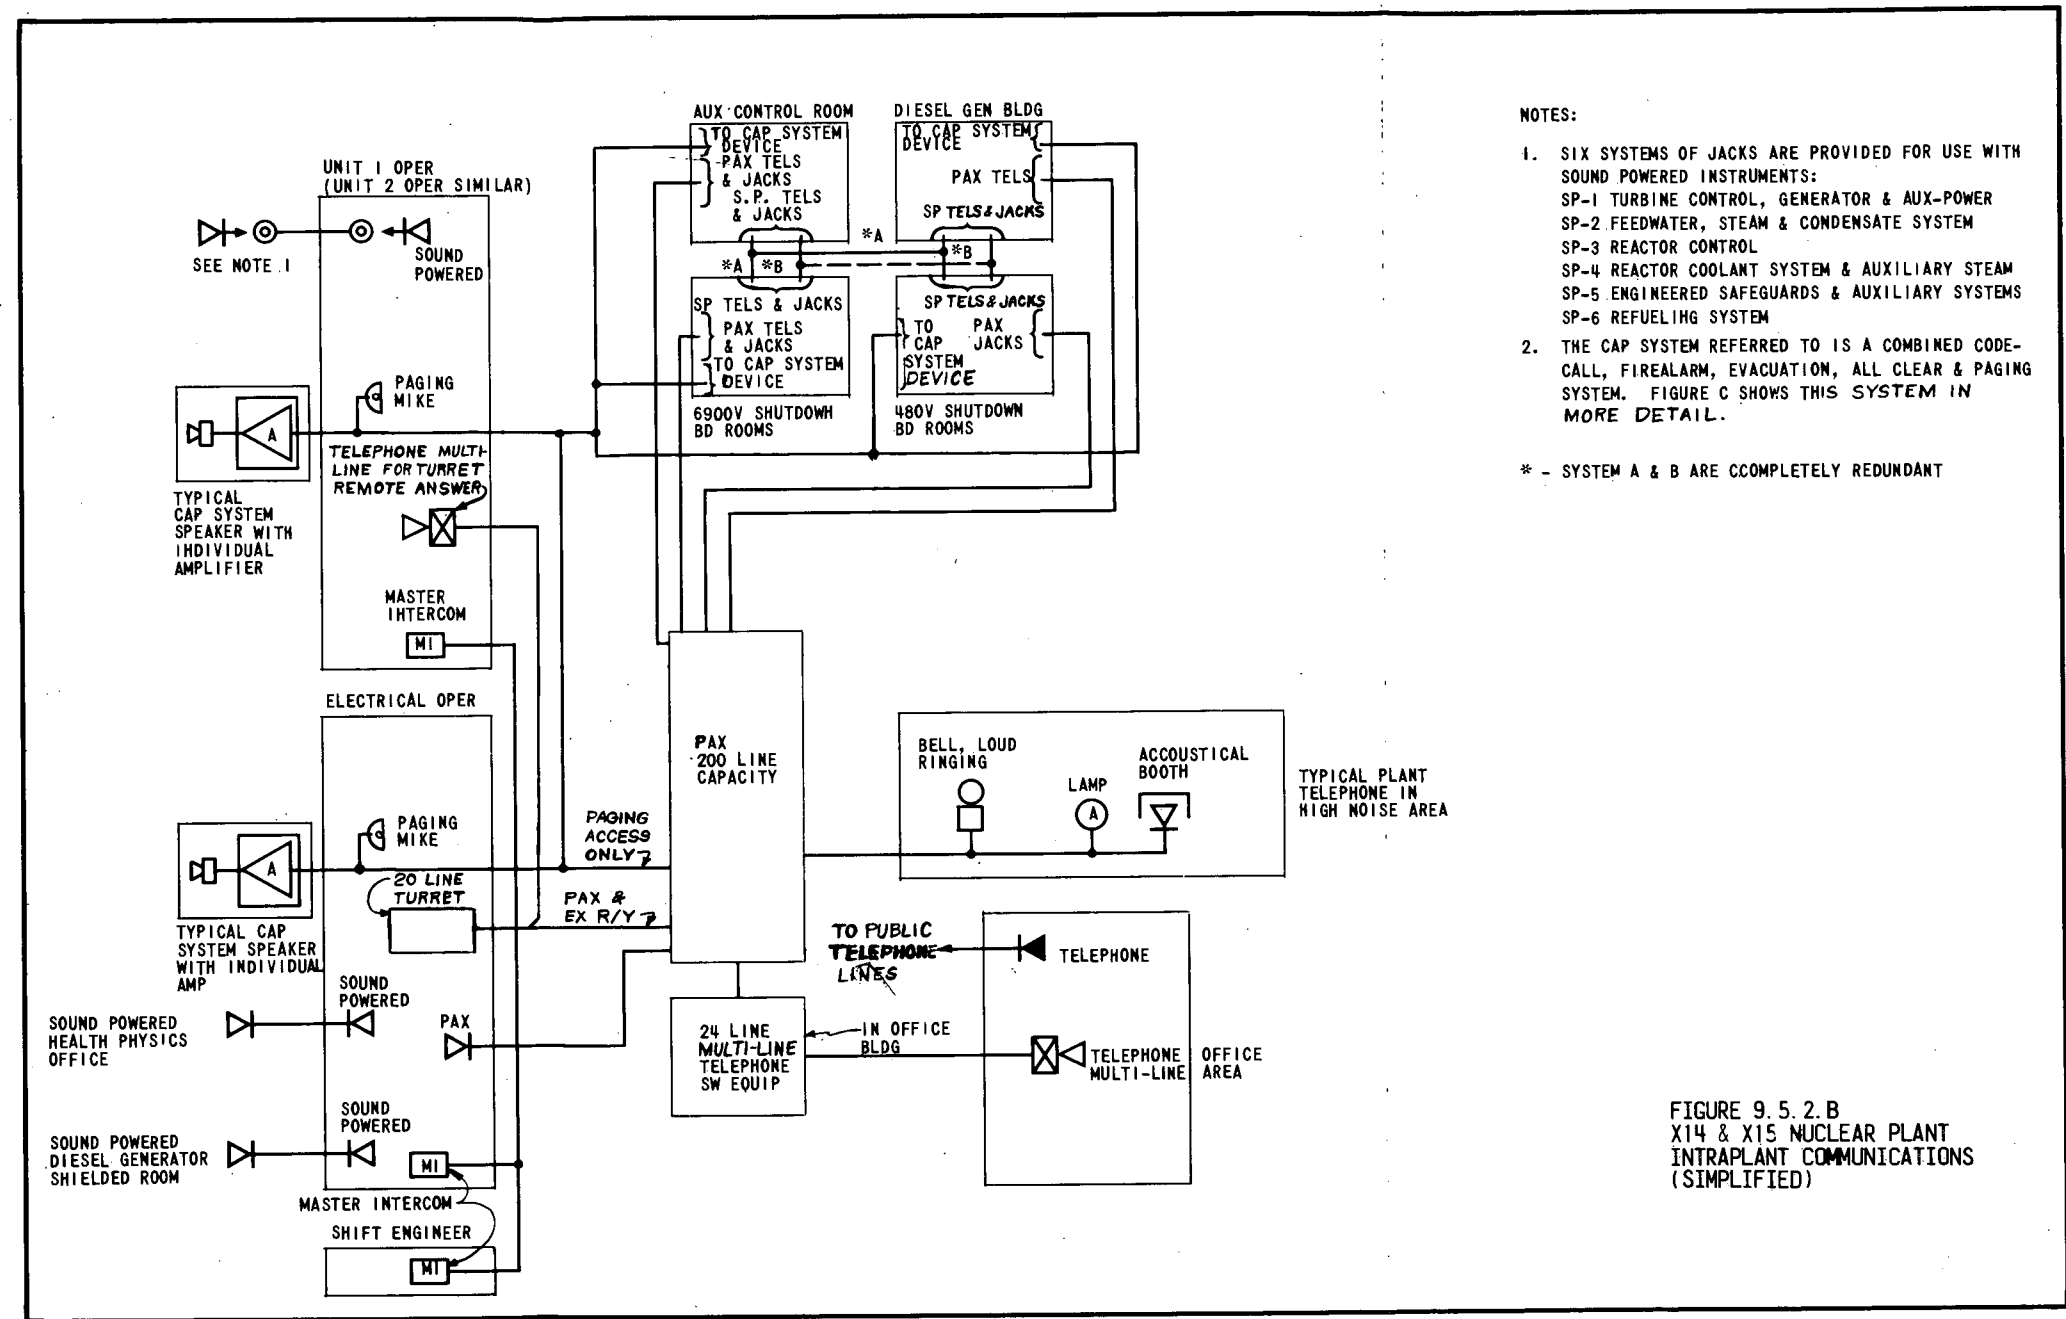 AUX CONTROL ROOM
TO CAP SYSTEM
DEVICE
PAX TELS
& JACKS
S.P. TELS
& JACKS
DIESEL GEN BLDG
TO CAP SYSTEM
DEVICE
PAX TELS
SP TELS & JACKS
*A
*B
*A
*B
SP TELS & JACKS
PAX TELS
& JACKS
TO CAP SYSTEM
DEVICE
6900V SHUTDOWH
BD ROOMS
SP TELS & JACKS
TO
CAP
SYSTEM
DEVICE
PAX
JACKS
480V SHUTDOWN
BD ROOMS
UNIT 1 OPER
(UNIT 2 OPER SIMILAR)
SEE NOTE 1
SOUND
POWERED
PAGING
MIKE
A
TYPICAL
CAP SYSTEM
SPEAKER WITH
IHDIVIDUAL
AMPLIFIER
TELEPHONE MULTI-
LINE FOR TURRET
REMOTE ANSWER
MASTER
IHTERCOM
MI
ELECTRICAL OPER
PAGING
MIKE
A
TYPICAL CAP
SYSTEM SPEAKER
WITH INDIVIDUAL
AMP
20 LINE
TURRET
SOUND
POWERED
SOUND POWERED
HEALTH PHYSICS
OFFICE
PAX
SOUND
POWERED
SOUND POWERED
DIESEL GENERATOR
SHIELDED ROOM
MI
MASTER INTERCOM
SHIFT ENGINEER
MI
PAGING
ACCESS
ONLY
PAX &
EX R/Y
PAX
200 LINE
CAPACITY
24 LINE
MULTI-LINE
TELEPHONE
SW EQUIP
IN OFFICE
BLDG
BELL, LOUD
RINGING
LAMP
A
ACCOUSTICAL
BOOTH
TYPICAL PLANT
TELEPHONE IN
HIGH NOISE AREA
TO PUBLIC
TELEPHONE
LINES
TELEPHONE
TELEPHONE
MULTI-LINE
OFFICE
AREA
NOTES:
1. SIX SYSTEMS OF JACKS ARE PROVIDED FOR USE WITH
SOUND POWERED INSTRUMENTS:
SP-1 TURBINE CONTROL, GENERATOR & AUX-POWER
SP-2 FEEDWATER, STEAM & CONDENSATE SYSTEM
SP-3 REACTOR CONTROL
SP-4 REACTOR COOLANT SYSTEM & AUXILIARY STEAM
SP-5 ENGINEERED SAFEGUARDS & AUXILIARY SYSTEMS
SP-6 REFUELIHG SYSTEM
2. THE CAP SYSTEM REFERRED TO IS A COMBINED CODE-
CALL, FIREALARM, EVACUATION, ALL CLEAR & PAGING
SYSTEM. FIGURE C SHOWS THIS SYSTEM IN
MORE DETAIL.
* - SYSTEM A & B ARE CCOMPLETELY REDUNDANT
FIGURE 9.5.2.B
X14 & X15 NUCLEAR PLANT
INTRAPLANT COMMUNICATIONS
(SIMPLIFIED)